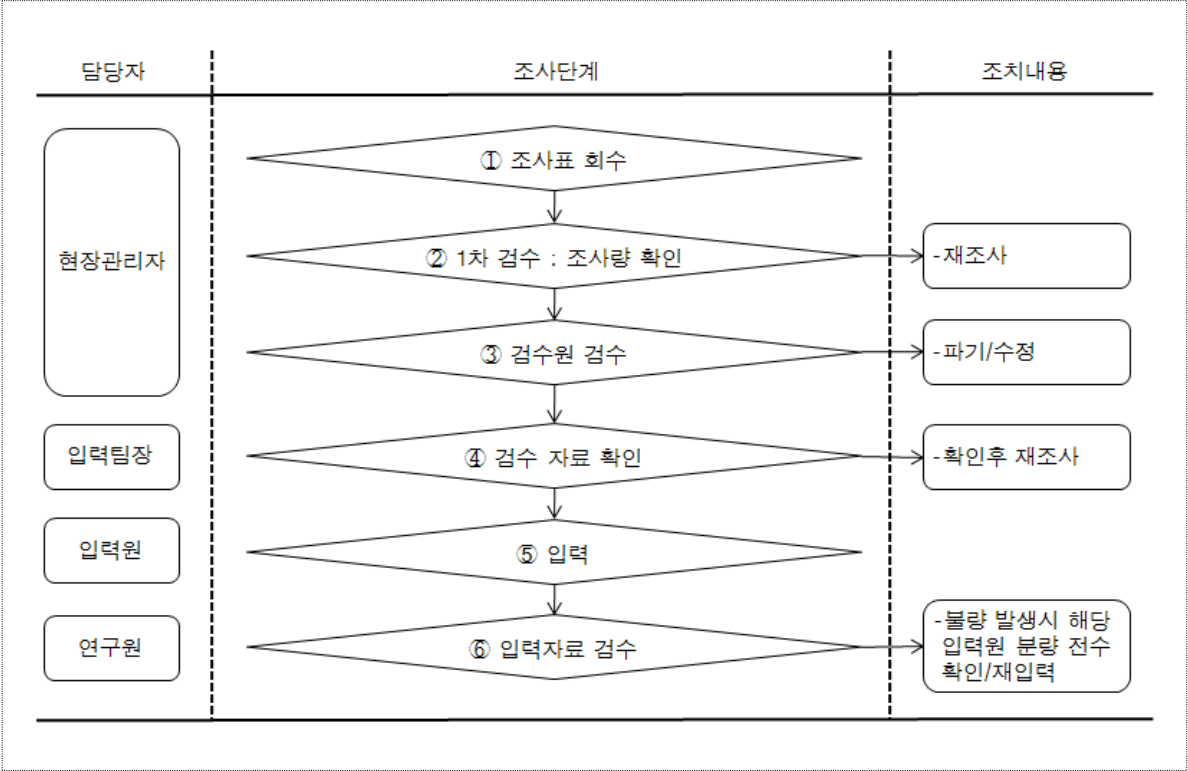 담당자
조사단계
조치내용
① 조사표 회수
현장관리자
② 1차 검수 : 조사량 확인
-재조사
③ 검수원 검수
-파기/수정
입력팀장
④ 검수 자료 확인
-확인후 재조사
입력원
⑤ 입력
연구원
⑥ 입력자료 검수
-불량 발생시 해당
입력원 분량 전수
확인/재입력